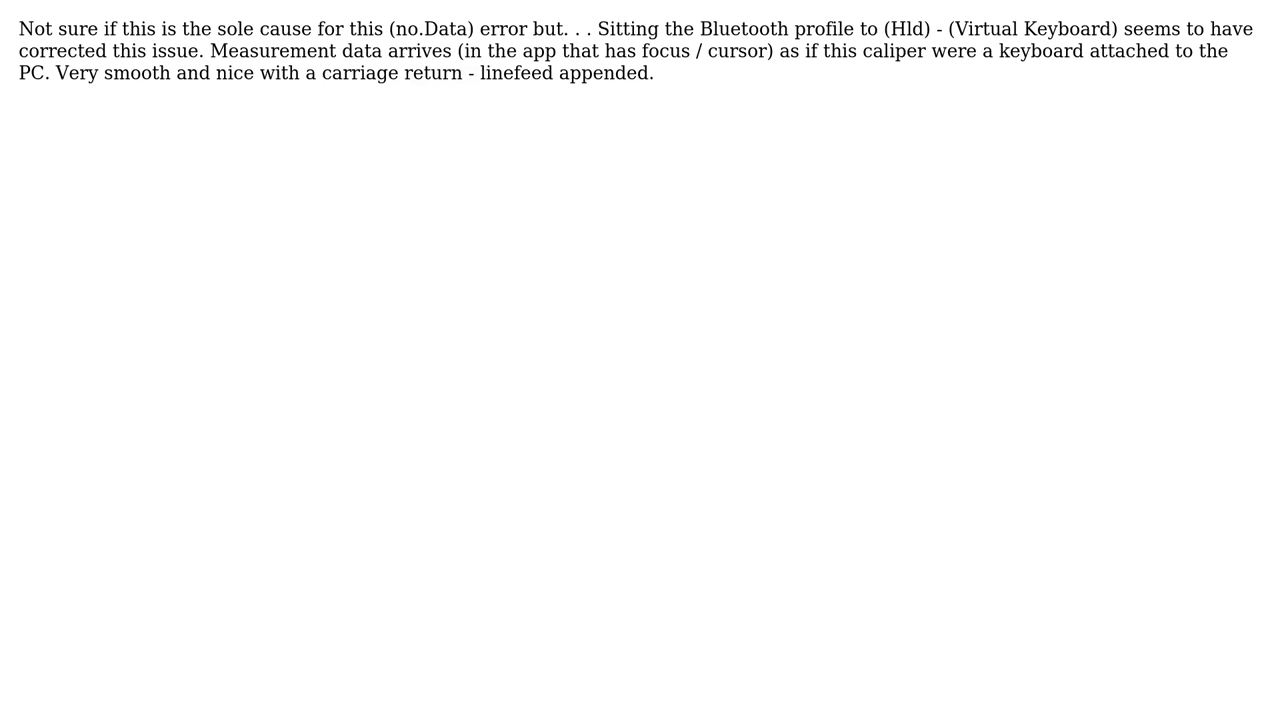 Not sure if this is the sole cause for this (no.Data) error but. . . Sitting the Bluetooth profile to (Hld) - (Virtual Keyboard) seems to have
corrected this issue. Measurement data arrives (in the app that has focus / cursor) as if this caliper were a keyboard attached to the
PC. Very smooth and nice with a carriage return - linefeed appended.